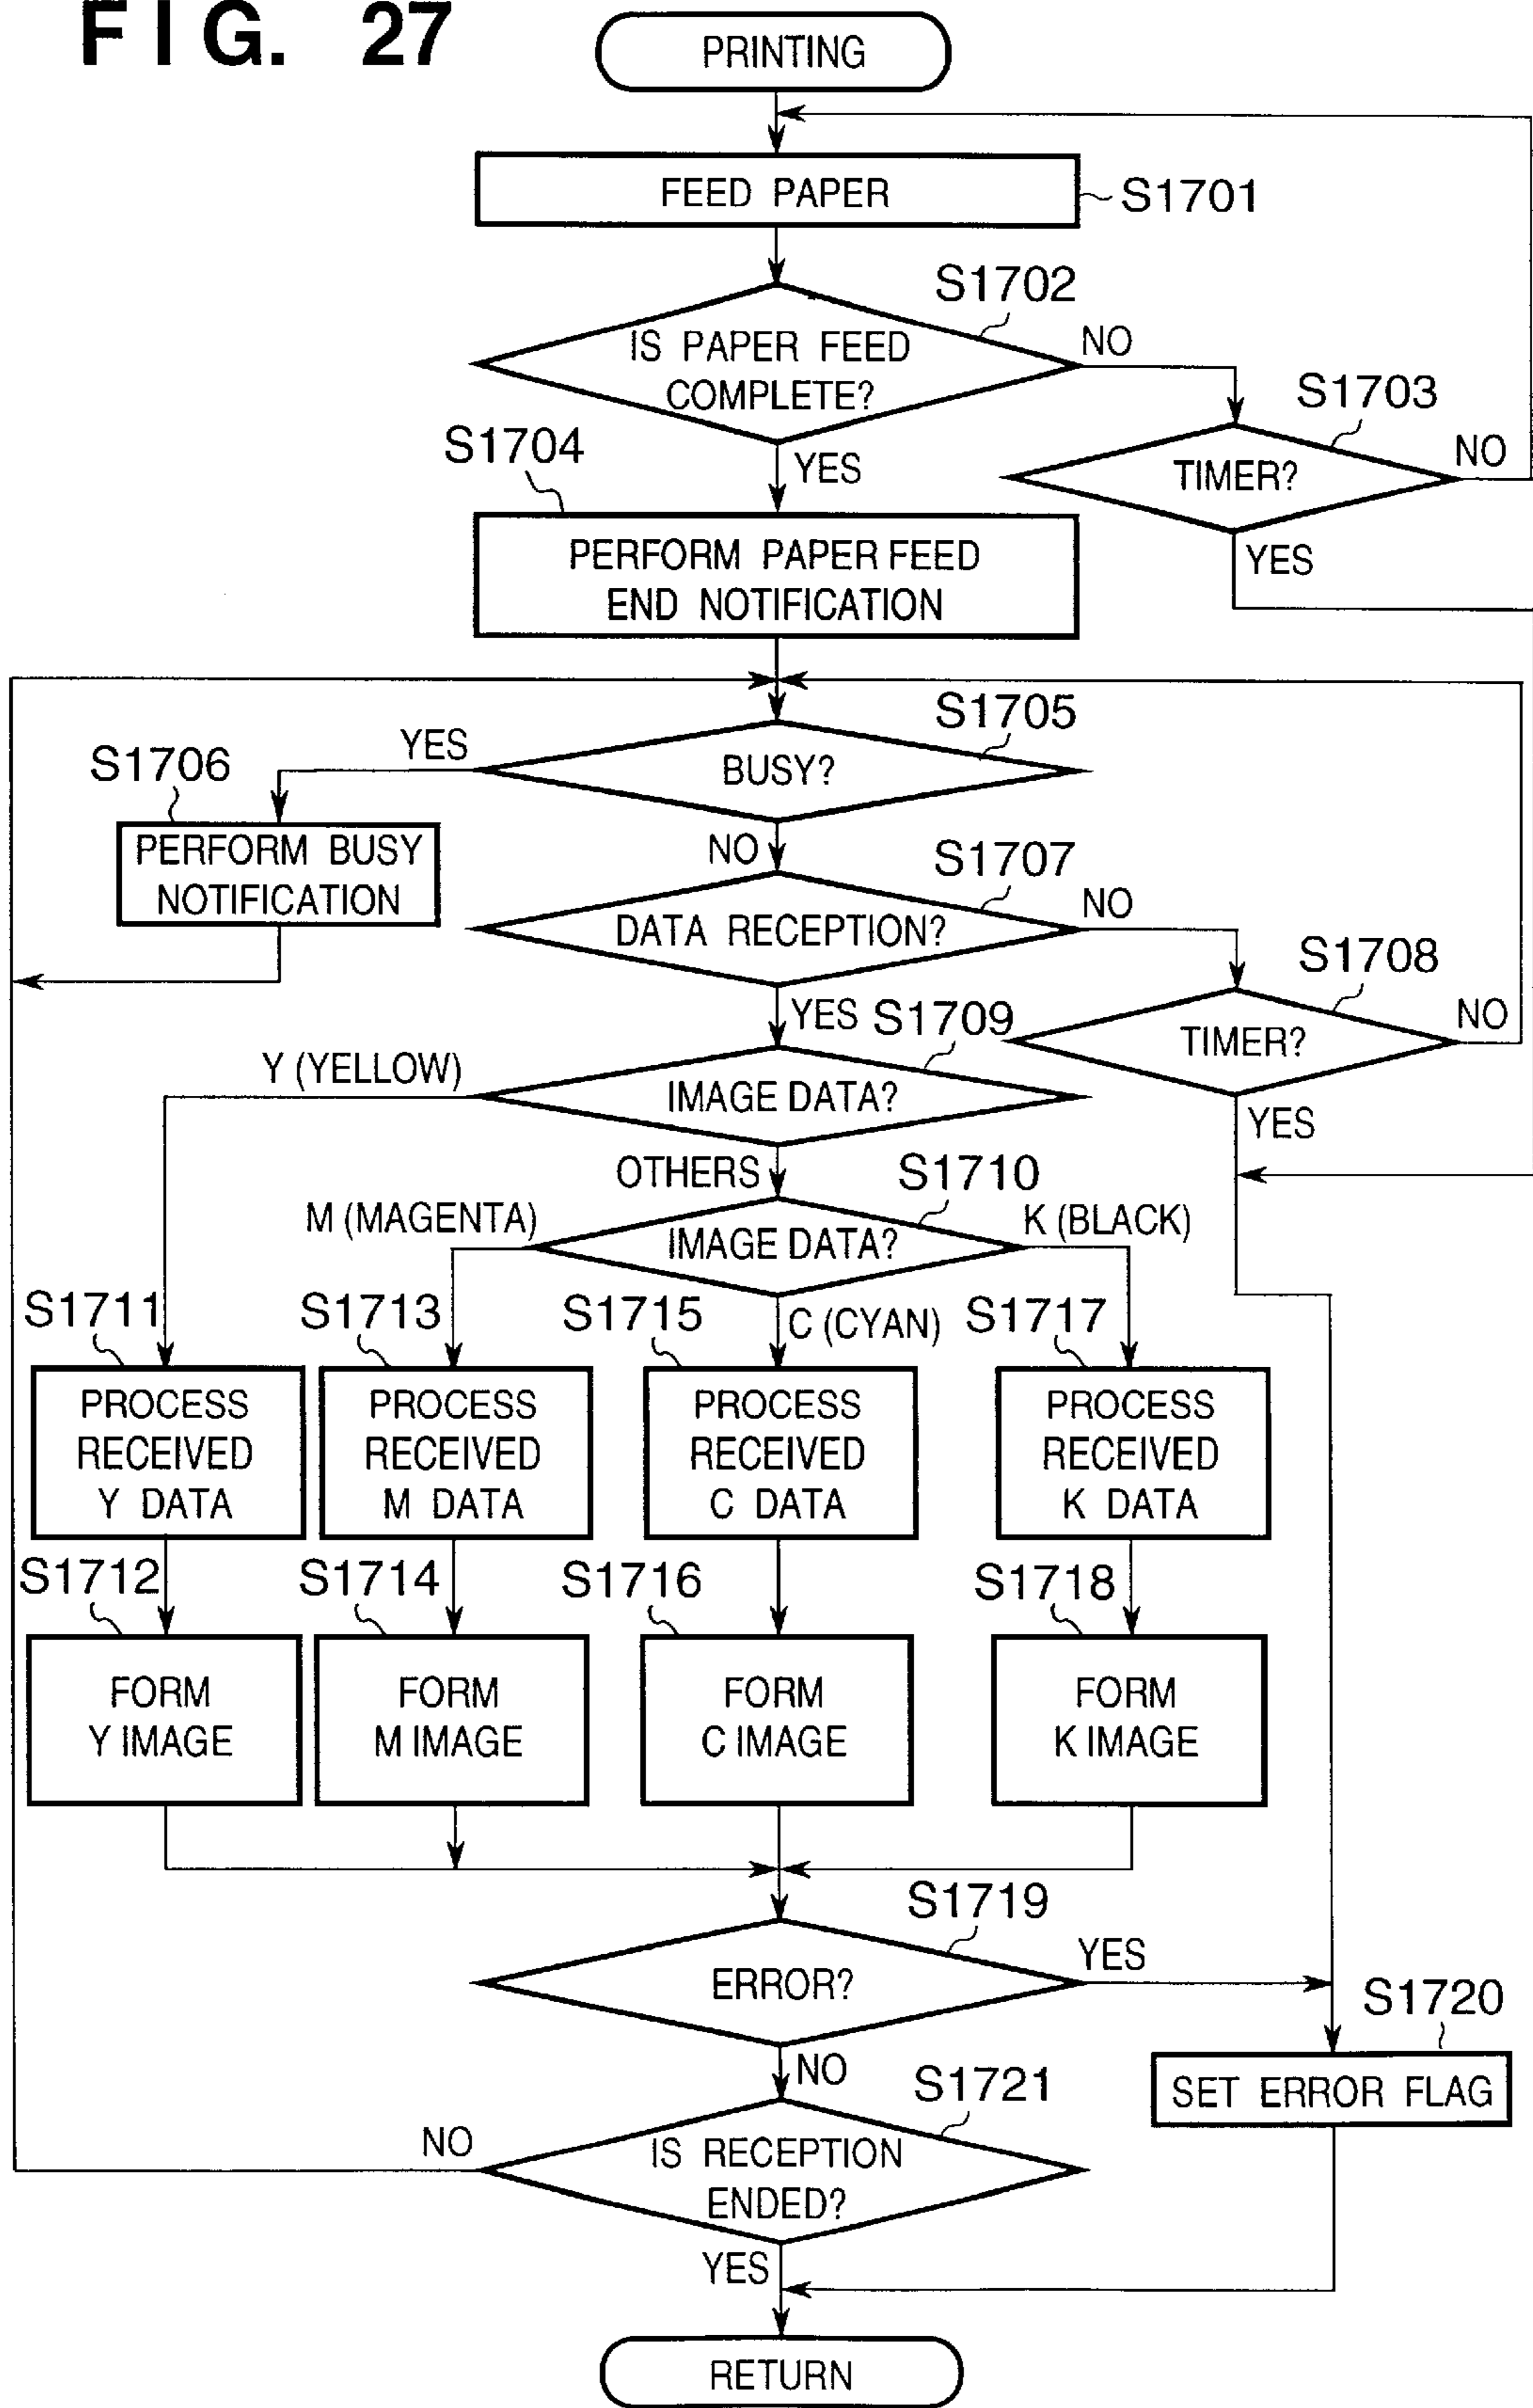 FIG. 27
PRINTING
FEED PAPER
S1701
S1702
IS PAPER FEED
COMPLETE?
NO
S1703
TIMER?
NO
YES
S1704
YES
PERFORM PAPER FEED
END NOTIFICATION
S1705
YES
BUSY?
S1706
PERFORM BUSY
NOTIFICATION
NO
S1707
DATA RECEPTION?
NO
S1708
TIMER?
NO
YES
YES
S1709
Y (YELLOW)
IMAGE DATA?
OTHERS
S1710
M (MAGENTA)
IMAGE DATA?
K (BLACK)
C (CYAN)
S1711
S1713
S1715
S1717
PROCESS
RECEIVED
Y DATA
PROCESS
RECEIVED
M DATA
PROCESS
RECEIVED
C DATA
PROCESS
RECEIVED
K DATA
S1712
S1714
S1716
S1718
FORM
Y IMAGE
FORM
M IMAGE
FORM
C IMAGE
FORM
K IMAGE
S1719
ERROR?
YES
S1720
SET ERROR FLAG
NO
S1721
IS RECEPTION
ENDED?
NO
YES
RETURN